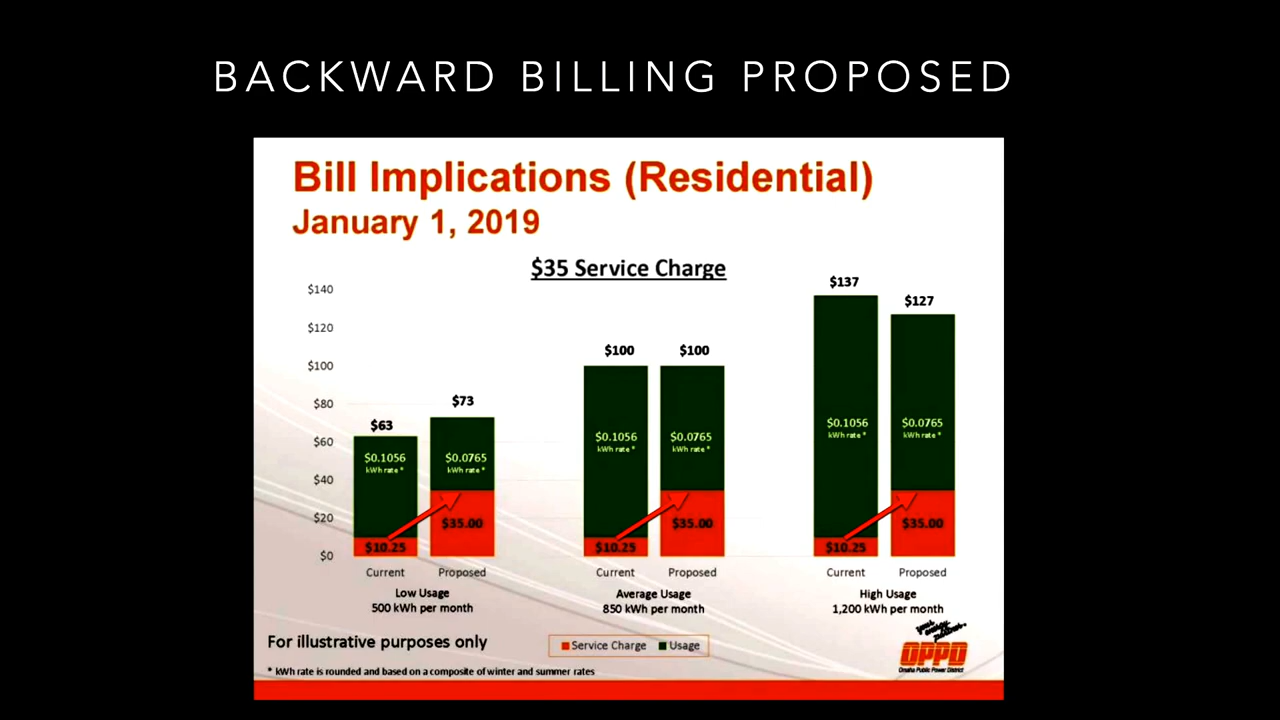 BACKWARD BILLING PROPOSED
Bill Implications (Residential)
January 1, 2019
$35 Service Charge
$140
$120
$100
$80
$60
$40
$20
$0
$63
$0.1056
kWh rate *
$10.25
$73
$0.0765
kWh rate *
$35.00
$100
$0.1056
kWh rate *
$10.25
$100
$0.0765
kWh rate *
$35.00
$137
$0.1056
kWh rate *
$10.25
$127
$0.0765
kWh rate *
$35.00
Current Proposed
Current Proposed
Current Proposed
Low Usage
500 kWh per month
Average Usage
850 kWh per month
High Usage
1,200 kWh per month
For illustrative purposes only
Service Charge Usage
OPPD
Omaha Public Power District
* kWh rate is rounded and based on a composite of winter and summer rates